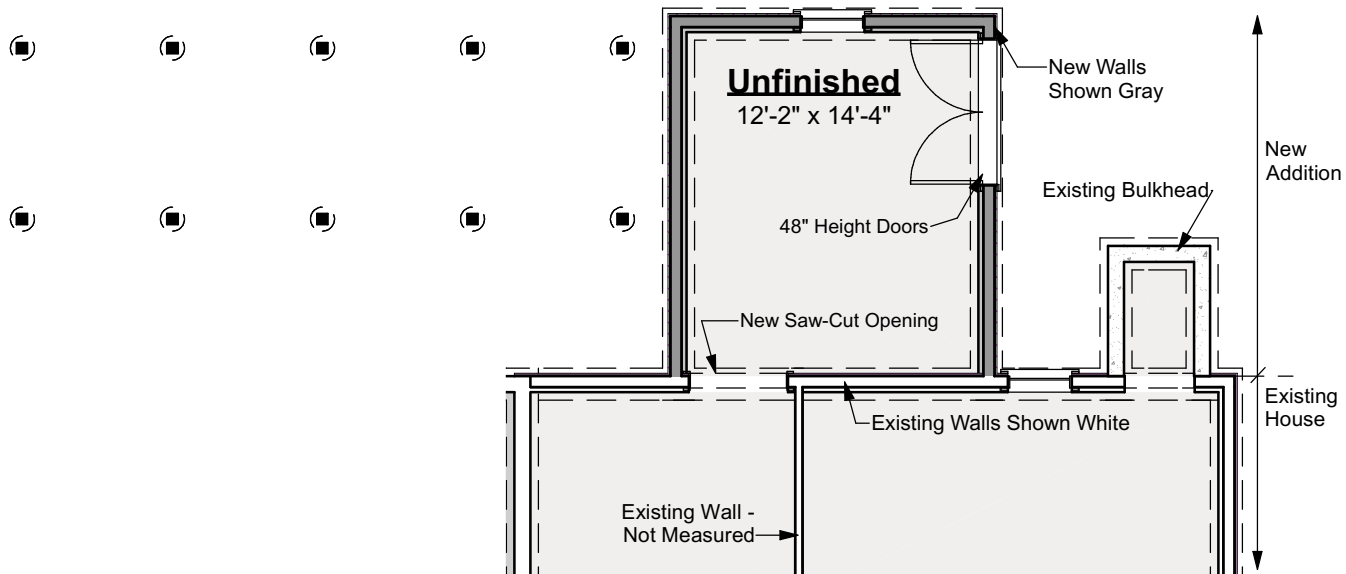 Unfinished
12'-2" x 14'-4"
New Walls
Shown Gray
New
Addition
Existing Bulkhead
48" Height Doors
New Saw-Cut Opening
Existing
House
Existing Walls Shown White
Existing Wall -
Not Measured